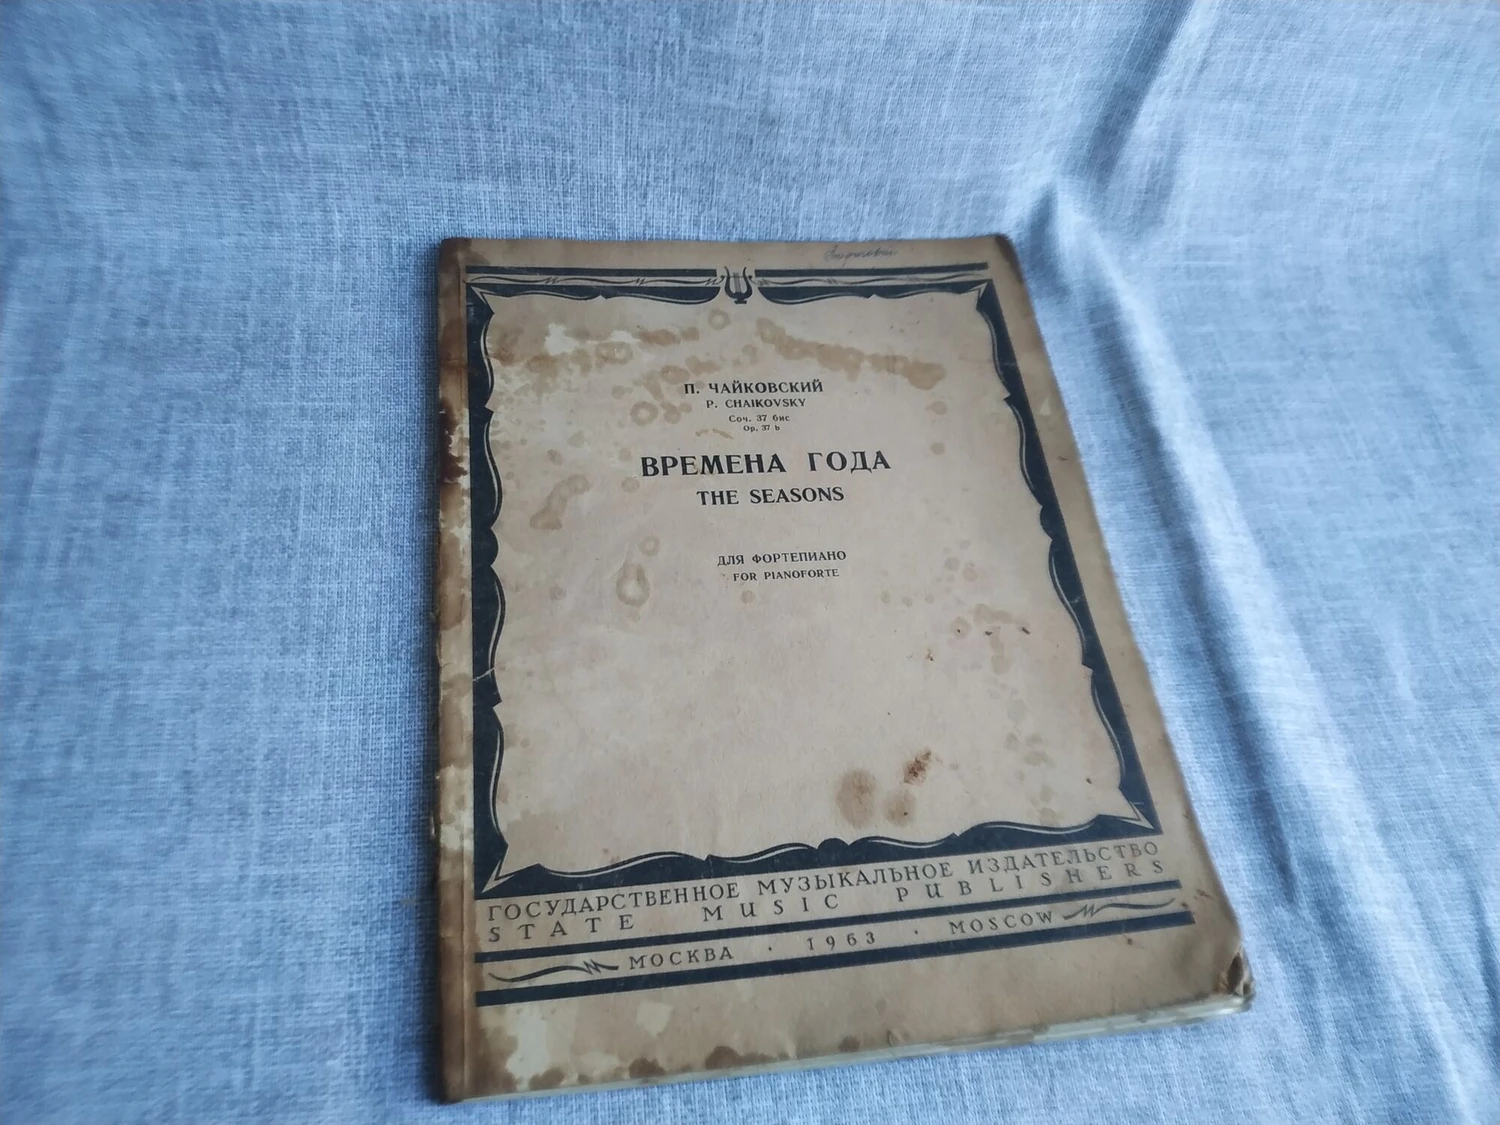 П. ЧАЙКОВСКИЙ
P. CHAIKOVSKY
Соч. 37 бис
Op. 37 b
ВРЕМЕНА ГОДА
THE SEASONS
ДЛЯ ФОРТЕПИАНО
FOR PIANOFORTE
ГОСУДАРСТВЕННОЕ МУЗЫКАЛЬНОЕ ИЗДАТЕЛЬСТВО
STATE MUSIC PUBLISHERS
МОСКВА · 1963 · MOSCOW